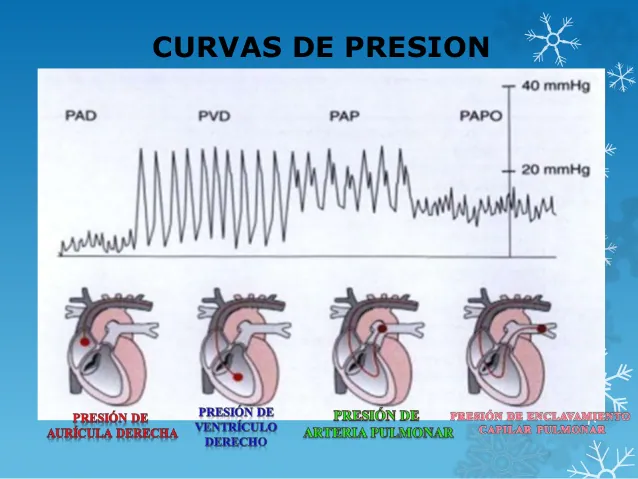 CURVAS DE PRESION
40 mmHg
PAD PVD PAP PAPO
20 mmHg
PRESIÓN DE
AURÍCULA DERECHA
PRESIÓN DE
VENTRÍCULO
DERECHO
PRESIÓN DE
ARTERIA PULMONAR
PRESIÓN DE ENCLAVAMIENTO
CAPILAR PULMONAR